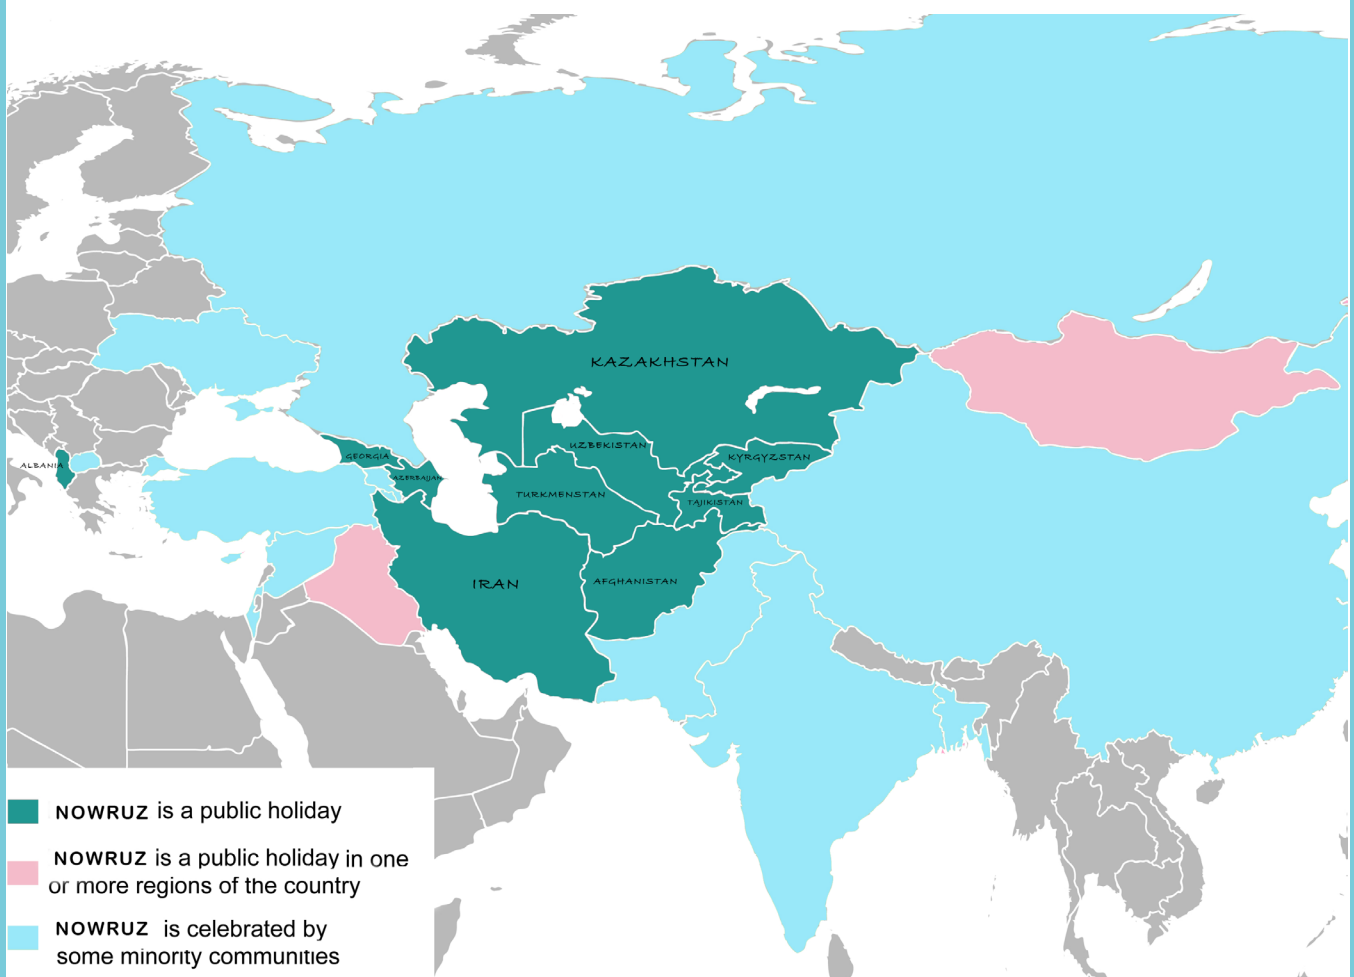 KAZAKHSTAN
UZBEKISTAN
KYRGYZSTAN
GEORGIA
ALBANIA
AZERBAIJAN
TURKMENSTAN
TAJIKISTAN
IRAN
AFGHANISTAN
NOWRUZ is a public holiday
NOWRUZ is a public holiday in one
or more regions of the country
NOWRUZ is celebrated by
some minority communities